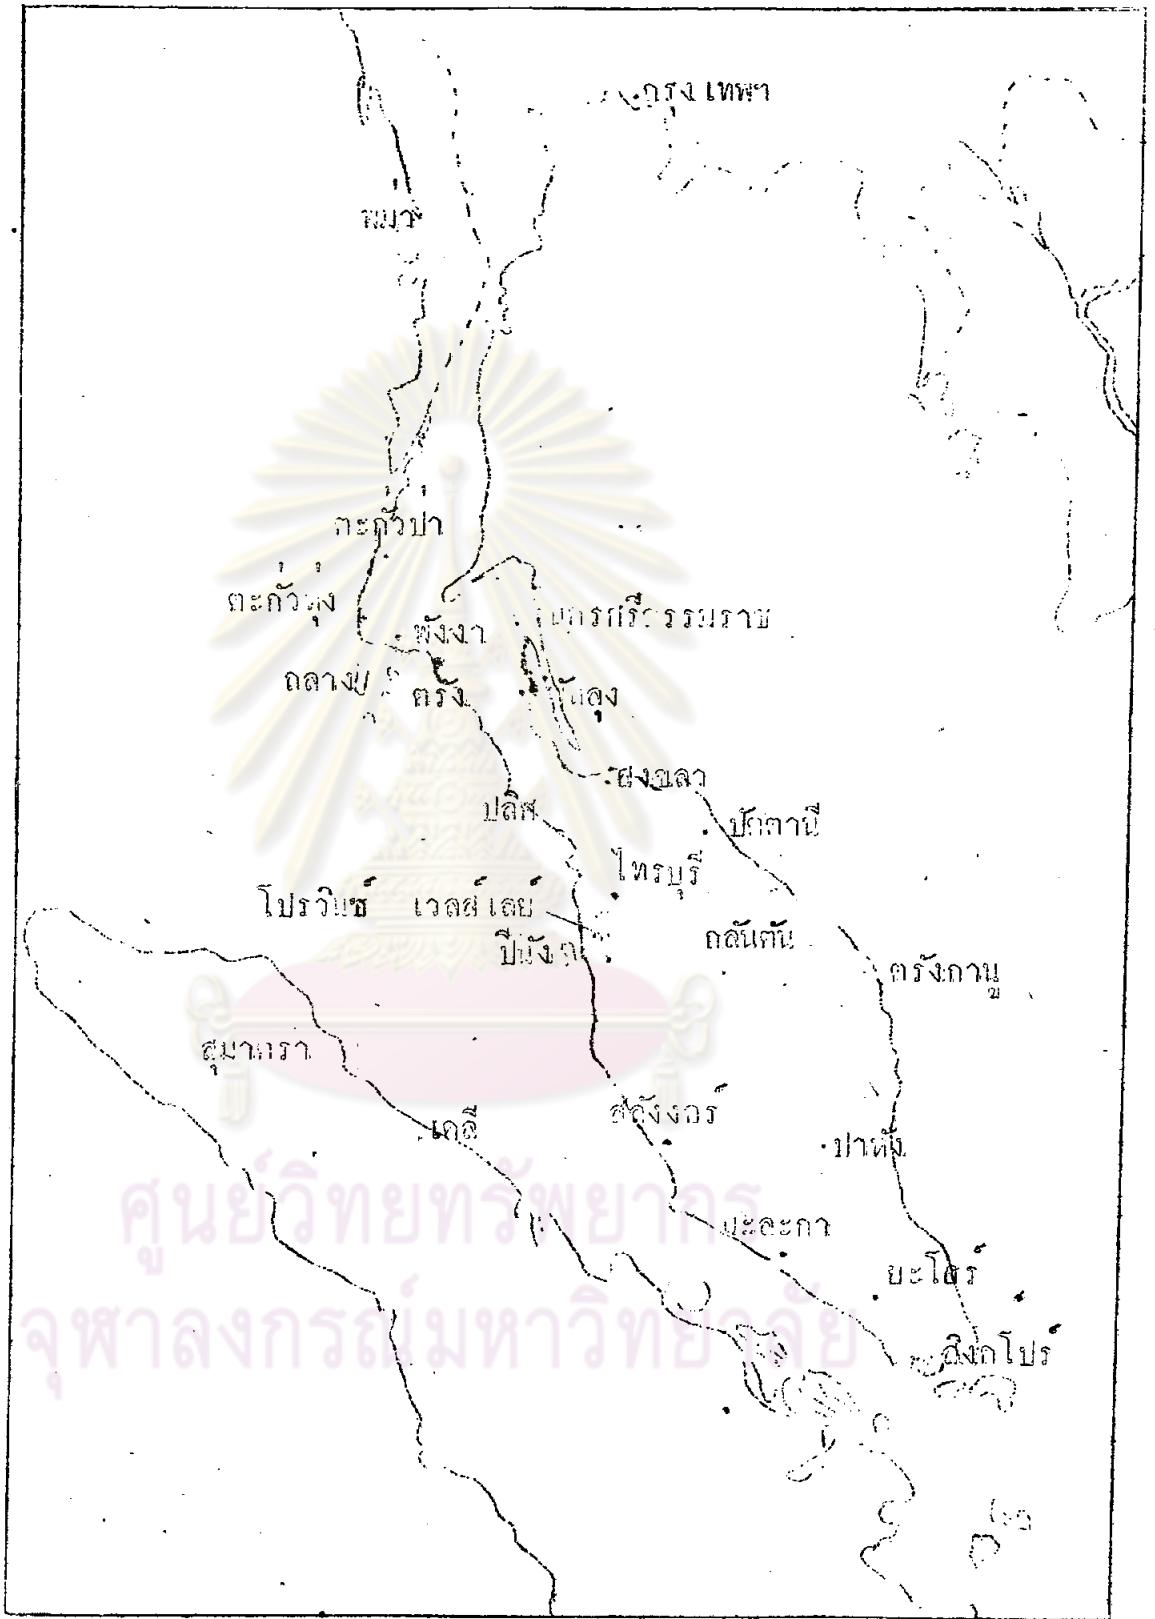 กรุงเทพฯ
พม่า
ตะกั่วป่า
ตะกั่วทุ่ง
พังงา
นครศรีธรรมราช
ถลาง
ตรัง
พัทลุง
สงขลา
ปลิศ
ปัตตานี
ไทรบุรี
โปรวินซ์ เวลส์เลย์
ปีนัง
กลันตัน
ตรังกานู
สุมาตรา
เดลี
สลังงอร์
ปาหัง
มะละกา
ยะโฮร์
สิงคโปร์
ศูนย์วิทยทรัพยากร
จุฬาลงกรณ์มหาวิทยาลัย